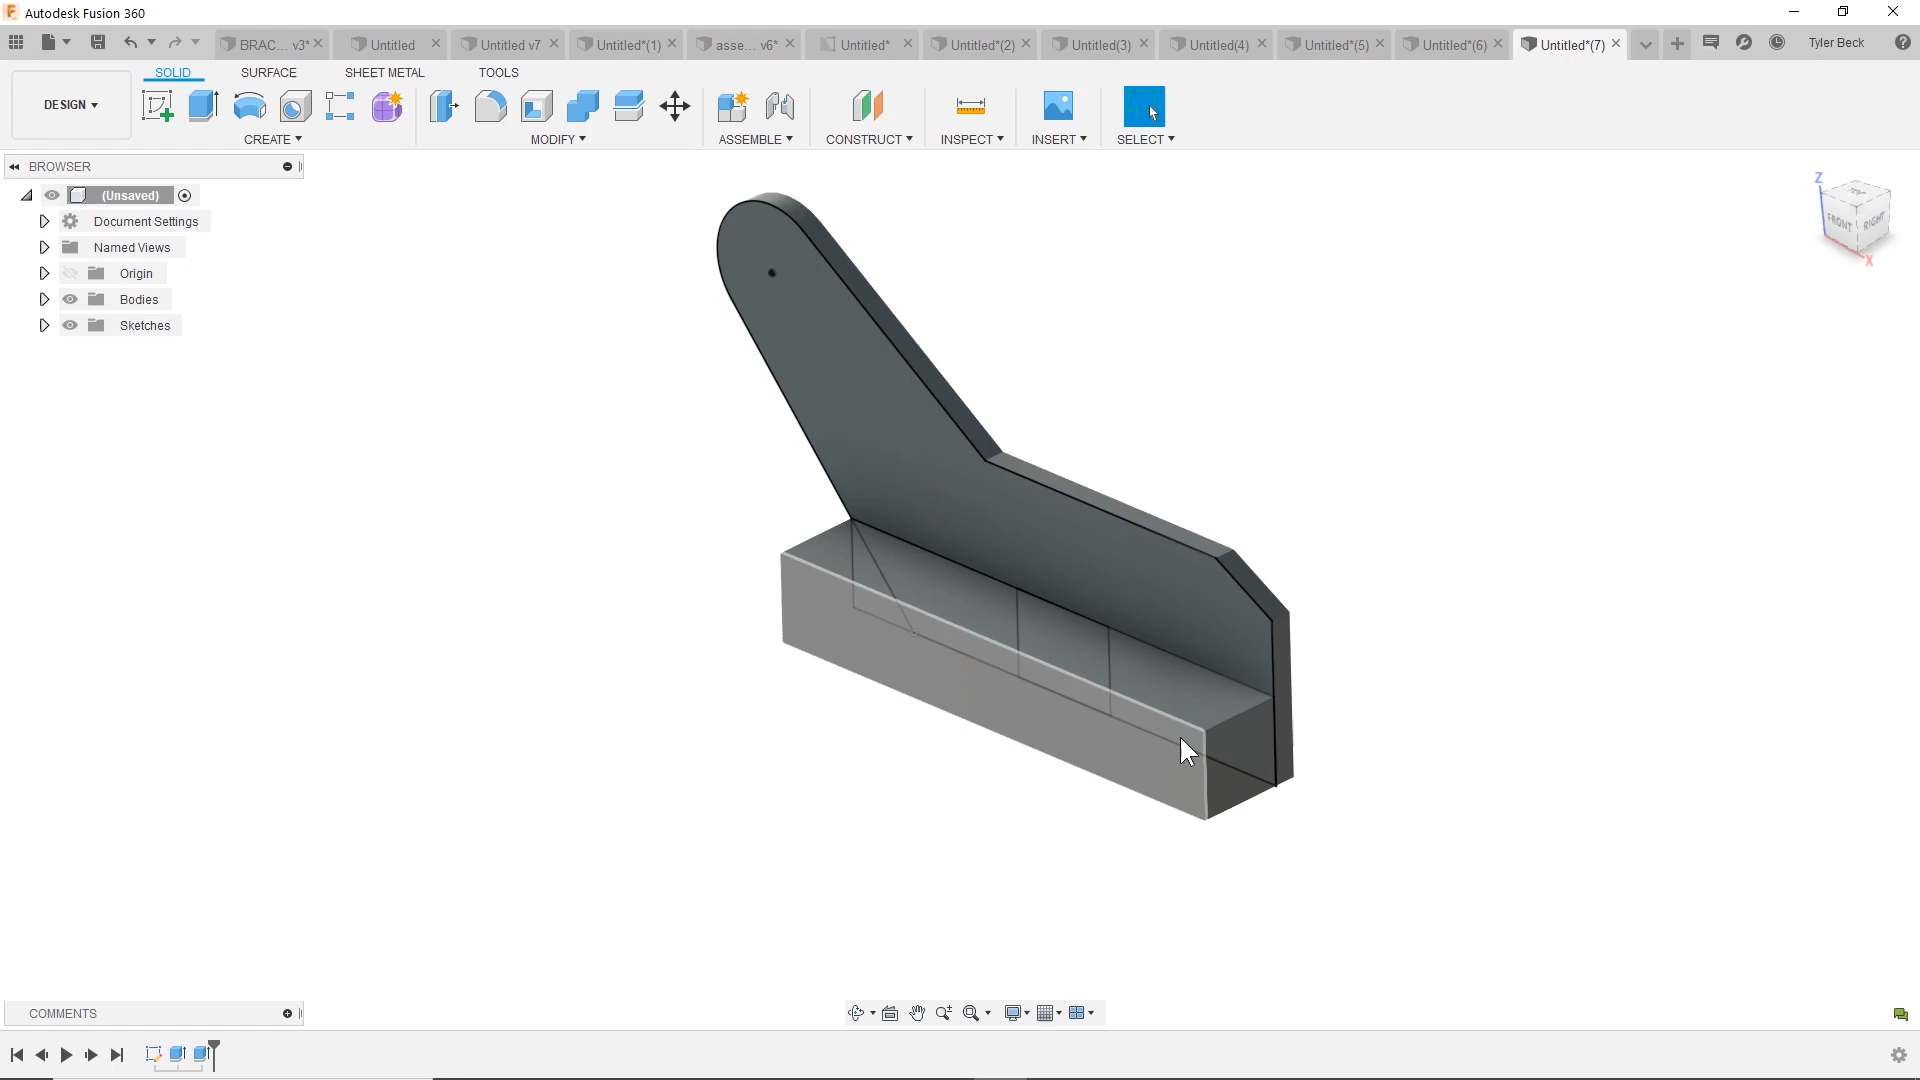 Autodesk Fusion 360
BRAC... v3*
Untitled
Untitled v7
Untitled*(1)
asse... v6*
Untitled*
Untitled*(2)
Untitled(3)
Untitled(4)
Untitled*(5)
Untitled*(6)
Untitled*(7)
Tyler Beck
SOLID
SURFACE
SHEET METAL
TOOLS
DESIGN
CREATE
MODIFY
ASSEMBLE
CONSTRUCT
INSPECT
INSERT
SELECT
BROWSER
(Unsaved)
Document Settings
Named Views
Origin
Bodies
Sketches
Z
TOP
FRONT
RIGHT
X
COMMENTS